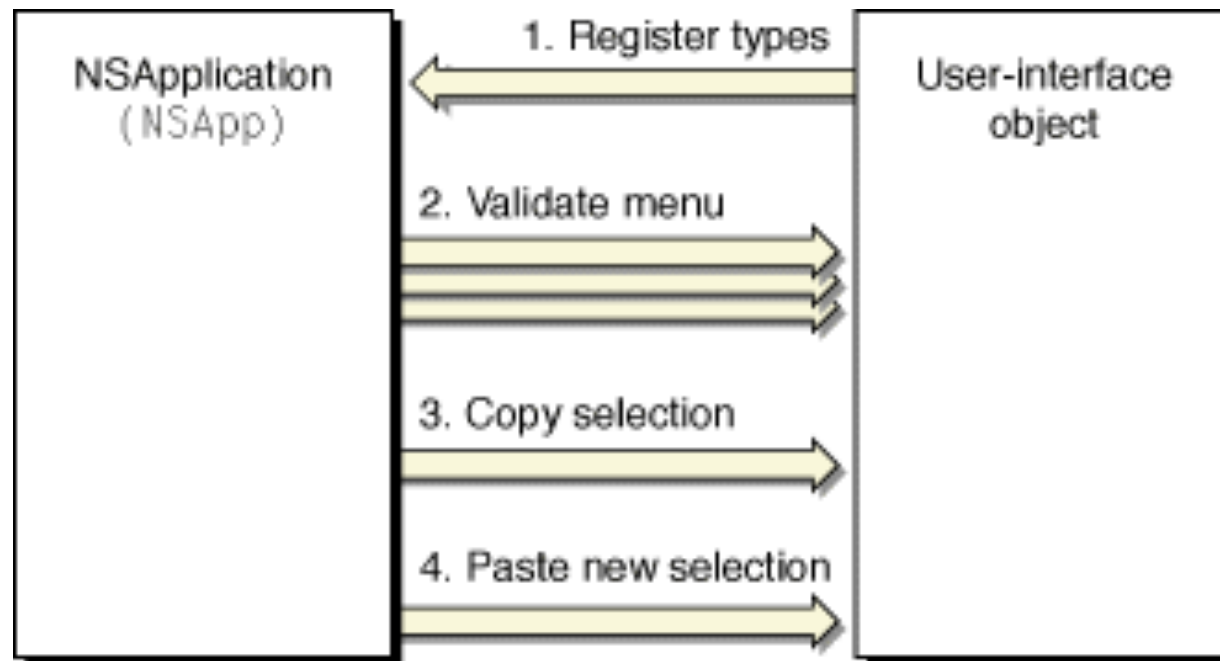 NSApplication
(NSApp)
1. Register types
User-interface
object
2. Validate menu
3. Copy selection
4. Paste new selection